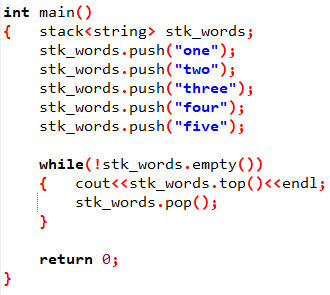 int main()
{   stack<string> stk_words;
    stk_words.push("one");
    stk_words.push("two");
    stk_words.push("three");
    stk_words.push("four");
    stk_words.push("five");

    while(!stk_words.empty())
    {   cout<<stk_words.top()<<endl;
        stk_words.pop();
    }

    return 0;
}